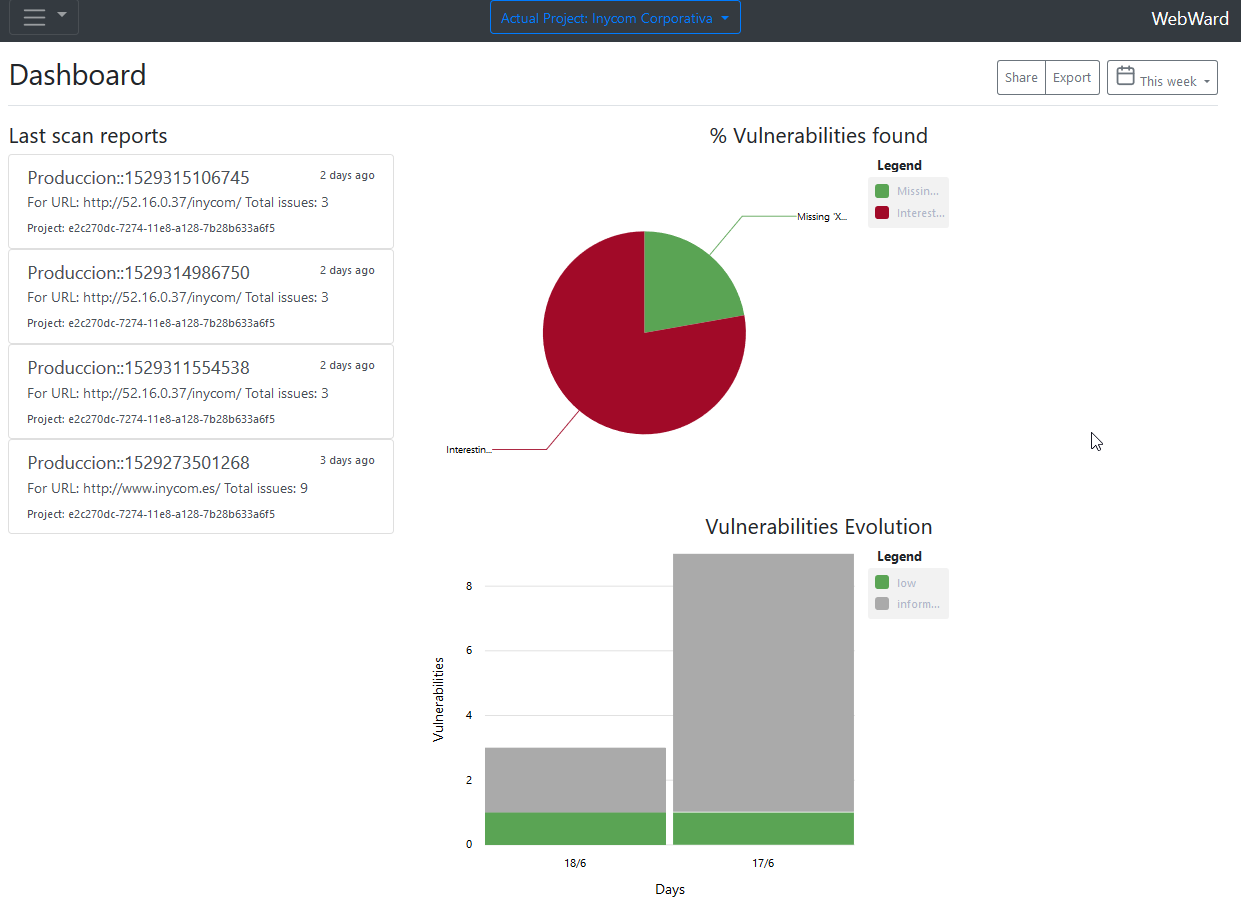 Actual Project: Inycom Corporativa
WebWard
Dashboard
Share
Export
This week
Last scan reports
Produccion::1529315106745
2 days ago
For URL: http://52.16.0.37/inycom/ Total issues: 3
Project: e2c270dc-7274-11e8-a128-7b28b633a6f5
Produccion::1529314986750
2 days ago
For URL: http://52.16.0.37/inycom/ Total issues: 3
Project: e2c270dc-7274-11e8-a128-7b28b633a6f5
Produccion::1529311554538
2 days ago
For URL: http://52.16.0.37/inycom/ Total issues: 3
Project: e2c270dc-7274-11e8-a128-7b28b633a6f5
Produccion::1529273501268
3 days ago
For URL: http://www.inycom.es/ Total issues: 9
Project: e2c270dc-7274-11e8-a128-7b28b633a6f5
% Vulnerabilities found
Legend
Missin...
Interest...
Missing 'X...
Interestin...
Vulnerabilities Evolution
Legend
low
inform...
8
6
4
2
0
Vulnerabilities
18/6
17/6
Days